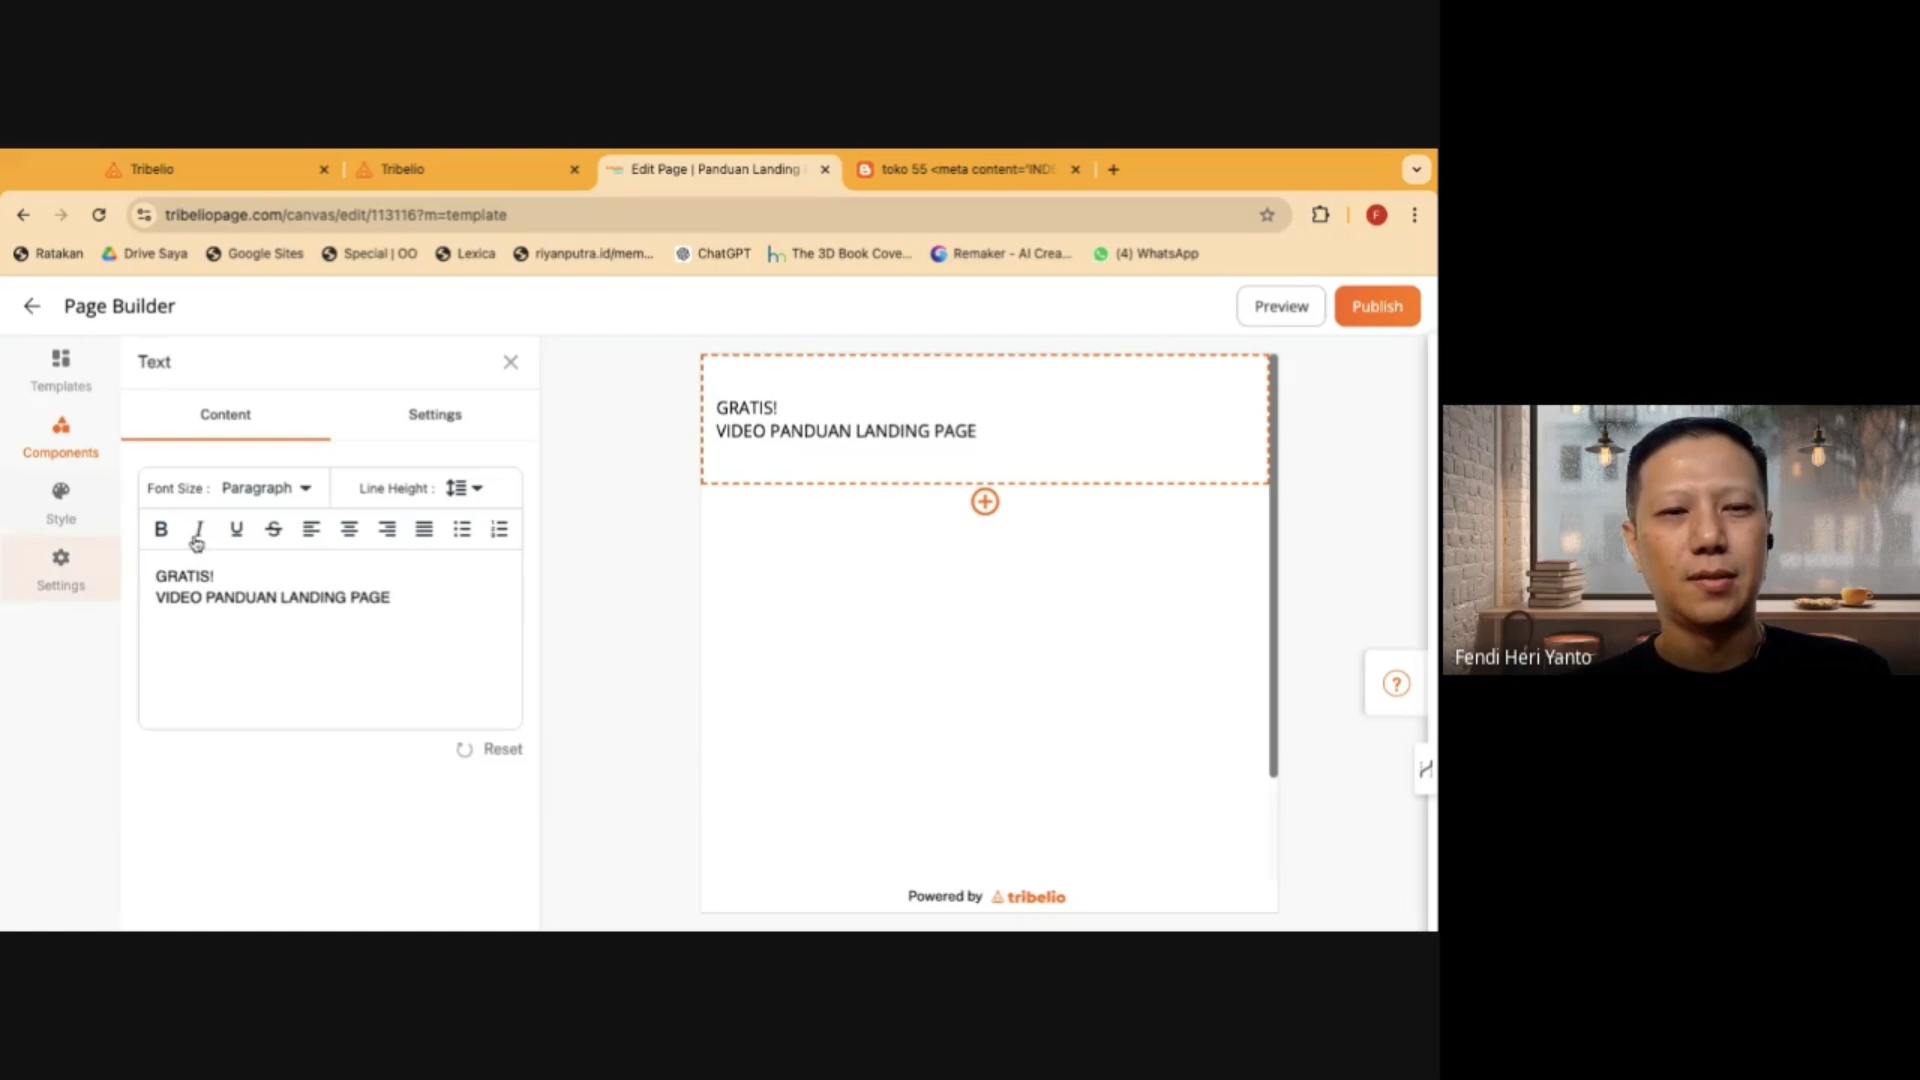 Tribelio
Tribelio
Edit Page | Panduan Landing
toko 55 <meta content="IND
tribeliopage.com/canvas/edit/113116?m=template
F
Ratakan
Drive Saya
Google Sites
Special | OO
Lexica
riyanputra.id/mem...
ChatGPT
The 3D Book Cove...
Remaker - AI Crea...
(4) WhatsApp
Page Builder
Preview
Publish
Templates
Components
Style
Settings
Text
Content
Settings
Font Size :
Paragraph
Line Height :
B I U S
GRATIS!
VIDEO PANDUAN LANDING PAGE
Reset
GRATIS!
VIDEO PANDUAN LANDING PAGE
Powered by tribelio
?
Fendi Heri Yanto